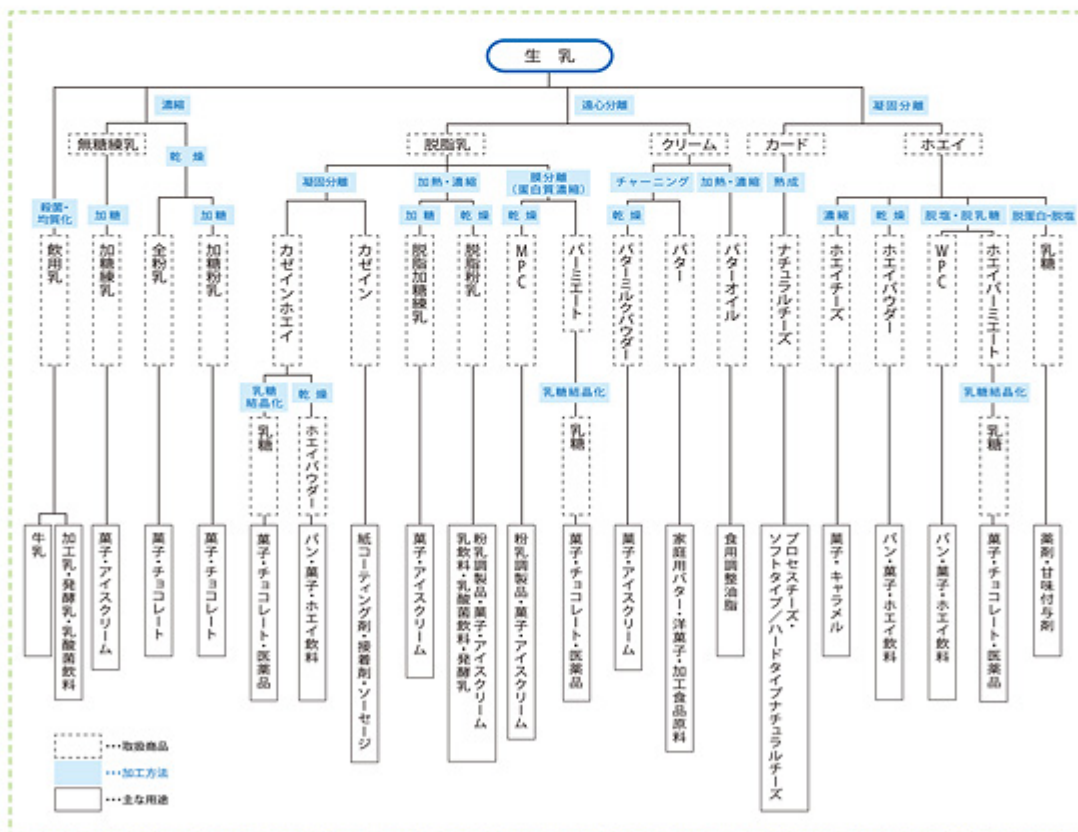 生 乳
濃縮
遠心分離
凝固分離
無糖練乳
脱脂乳
クリーム
カード
ホエイ
乾 燥
凝固分離
加熱・濃縮
膜分離
(蛋白質濃縮)
チャーニング
加熱・濃縮
熟成
殺菌・
均質化
加糖
加糖
加 糖
乾 燥
乾 燥
乾 燥
濃縮
乾 燥
脱塩・脱乳糖
脱蛋白・脱塩
飲用乳
加糖練乳
全粉乳
加糖粉乳
カゼインホエイ
カゼイン
脱脂加糖練乳
脱脂粉乳
MPC
パーミエート
バターミルクパウダー
バター
バターオイル
ナチュラルチーズ
ホエイチーズ
ホエイパウダー
WPC
ホエイパーミエート
乳糖
乳糖
結晶化
乾 燥
乳糖結晶化
乳糖結晶化
乳糖
ホエイパウダー
乳糖
乳糖
牛乳
加工乳・発酵乳・乳酸菌飲料
菓子・アイスクリーム
菓子・チョコレート
菓子・チョコレート
菓子・チョコレート・医薬品
パン・菓子・ホエイ飲料
紙コーティング剤・接着剤・ソーセージ
菓子・アイスクリーム
粉乳調製品・菓子・アイスクリーム
乳飲料・乳酸菌飲料・発酵乳
粉乳調製品・菓子・アイスクリーム
菓子・チョコレート・医薬品
菓子・アイスクリーム
家庭用バター・洋菓子・加工食品原料
食用調整油脂
プロセスチーズ・
ソフトタイプ/ハードタイプナチュラルチーズ
菓子・キャラメル
パン・菓子・ホエイ飲料
パン・菓子・ホエイ飲料
菓子・チョコレート・医薬品
薬剤・甘味付与剤
…取扱商品
…加工方法
…主な用途